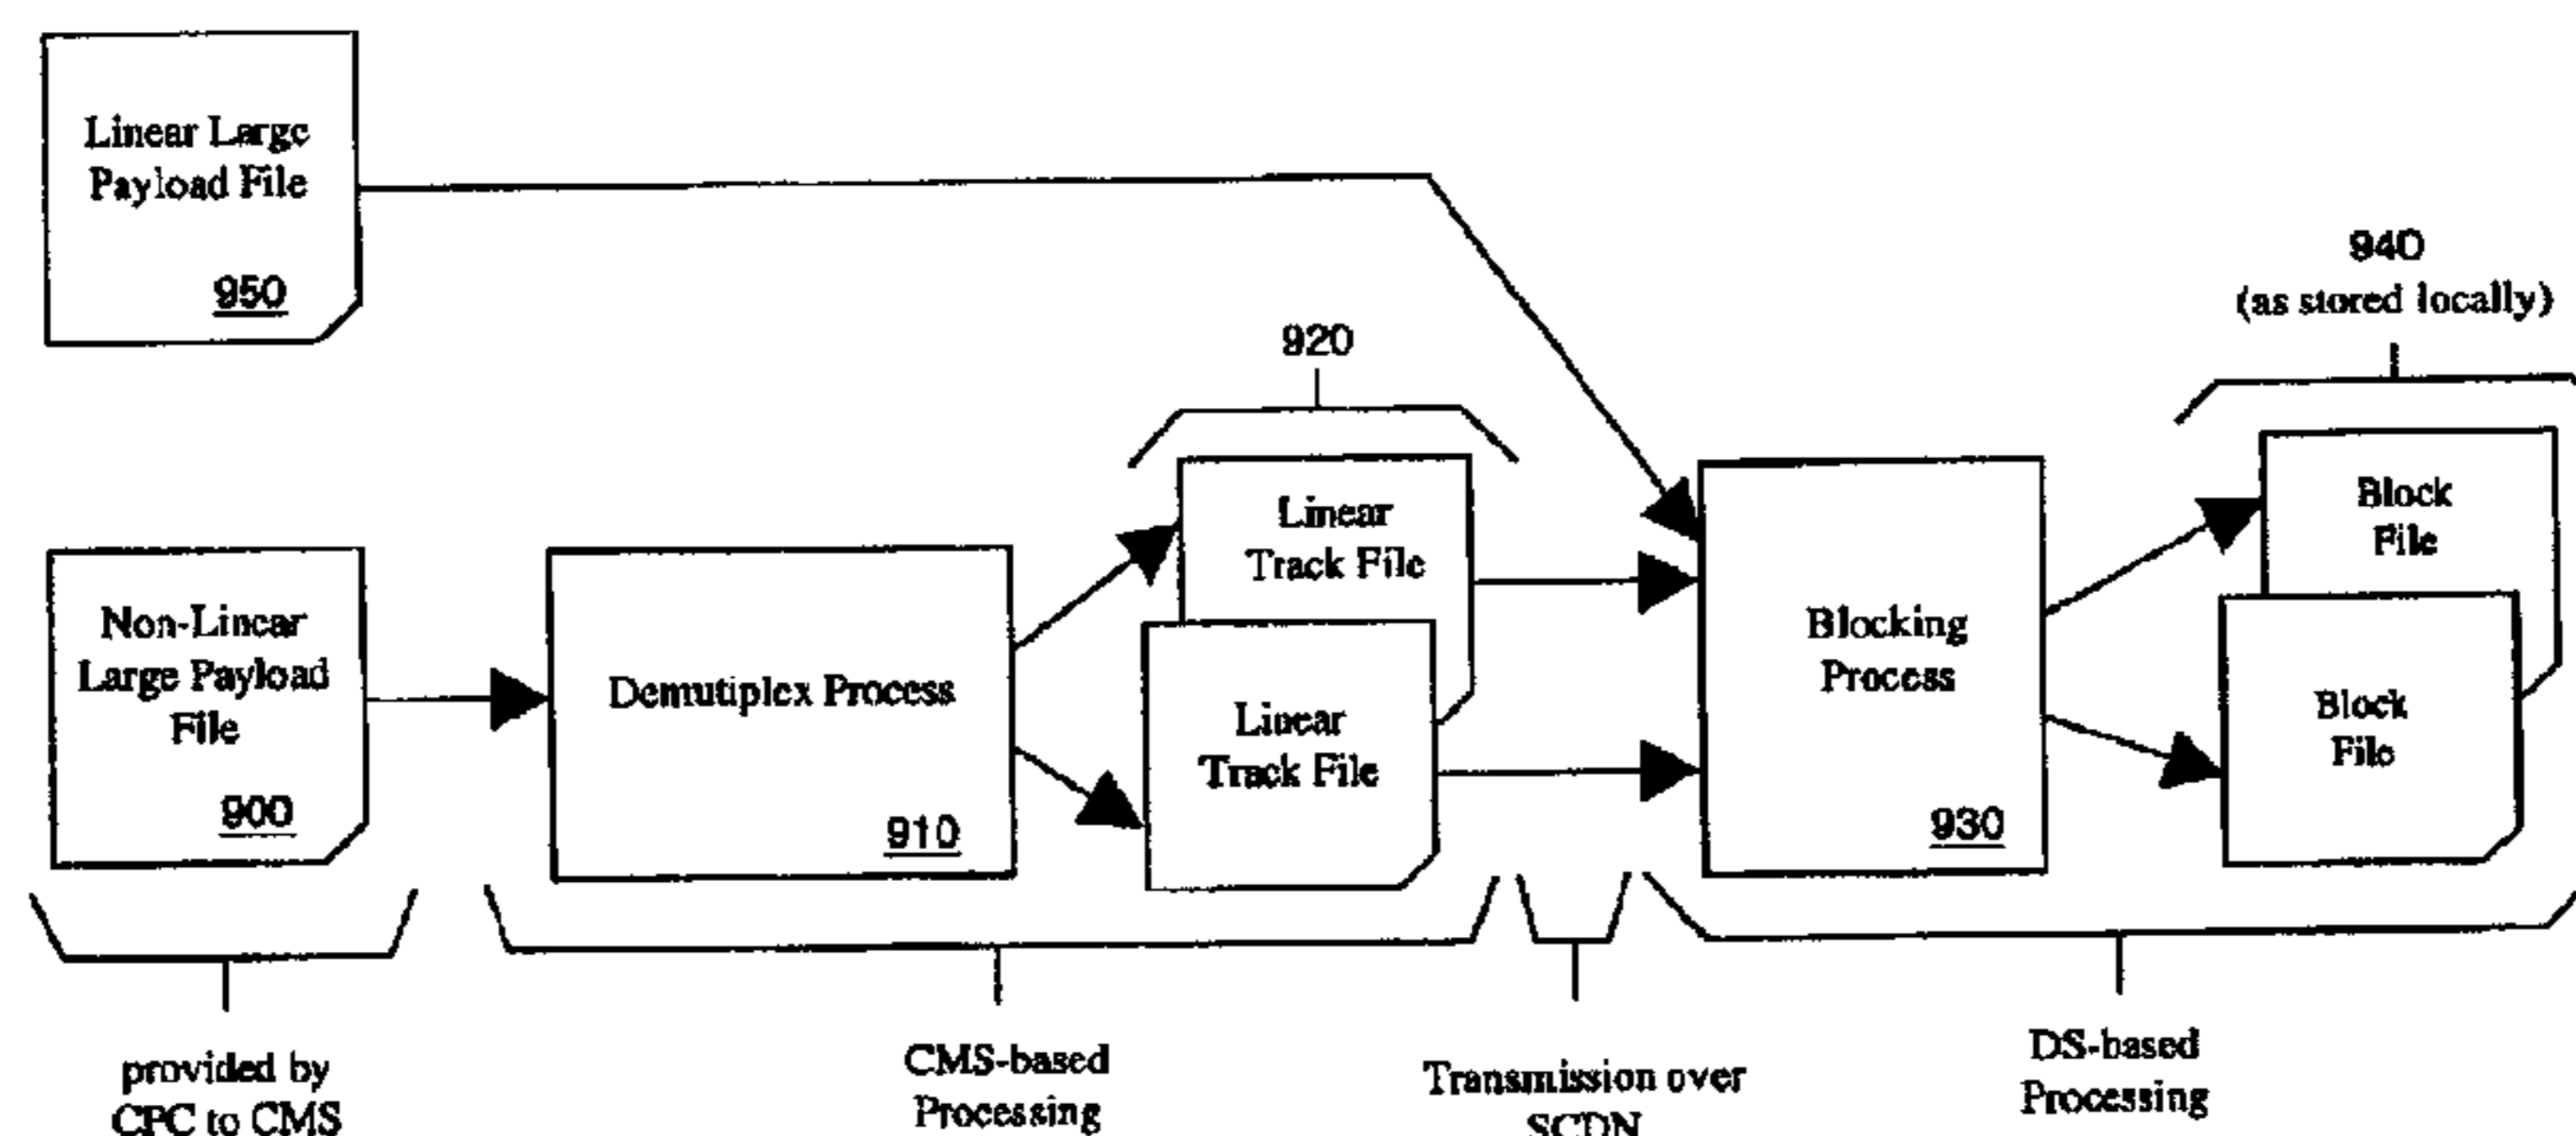 Linear Large
Payload File
950
940
(as stored locally)
920
Non-Linear
Large Payload
File
900
Demutiplex Process
910
Linear
Track File
Linear
Track File
Blocking
Process
930
Block
File
Block
File
provided by
CPC to CMS
CMS-based
Processing
Transmission over
SCDN
DS-based
Processing